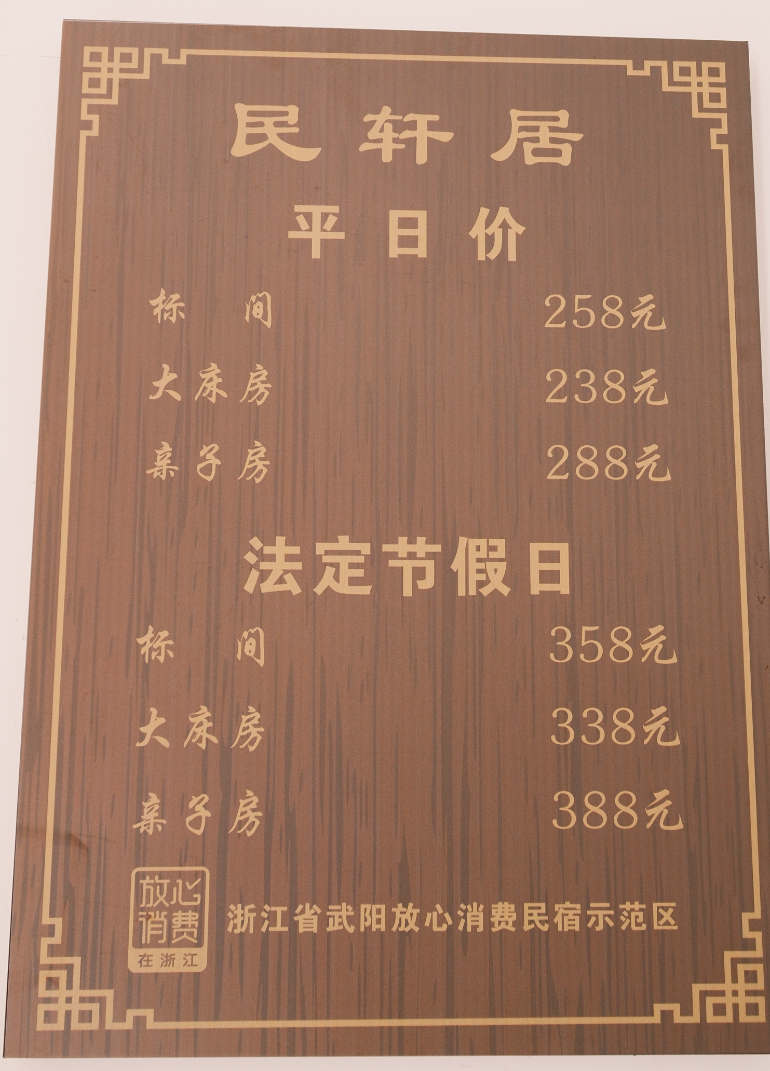 民轩居
平日价
标间 258元
大床房 238元
亲子房 288元
法定节假日
标间 358元
大床房 338元
亲子房 388元
放心
消费
在浙江
浙江省武阳放心消费民宿示范区